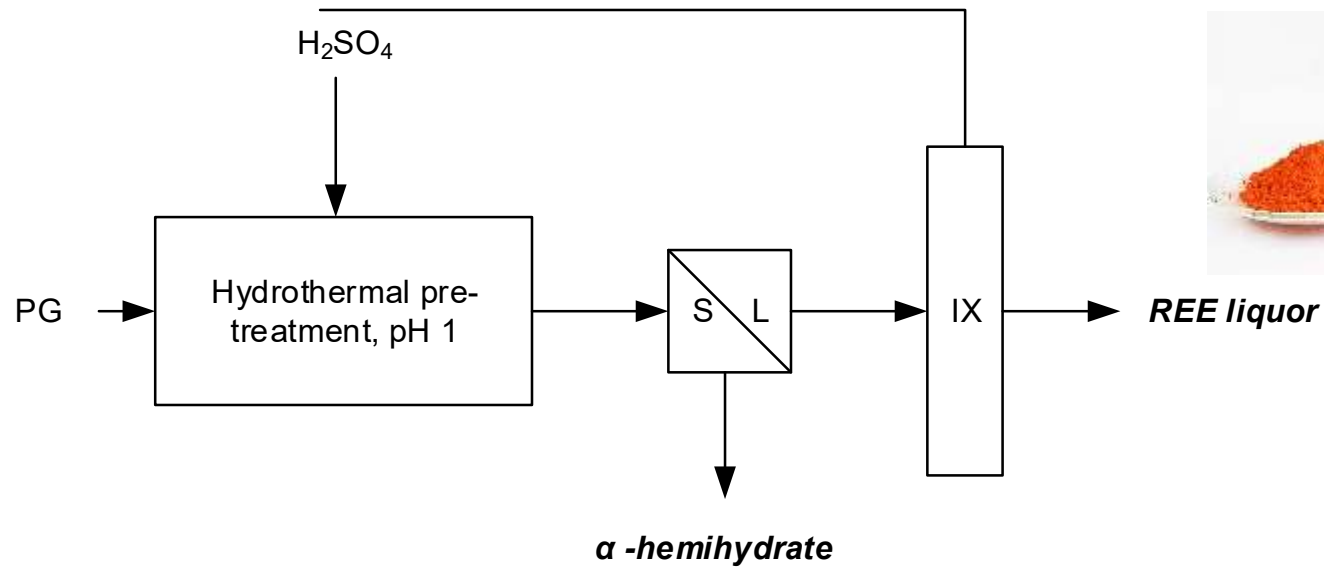 H₂SO₄
PG
Hydrothermal pre-
treatment, pH 1
S L
IX
REE liquor
α -hemihydrate